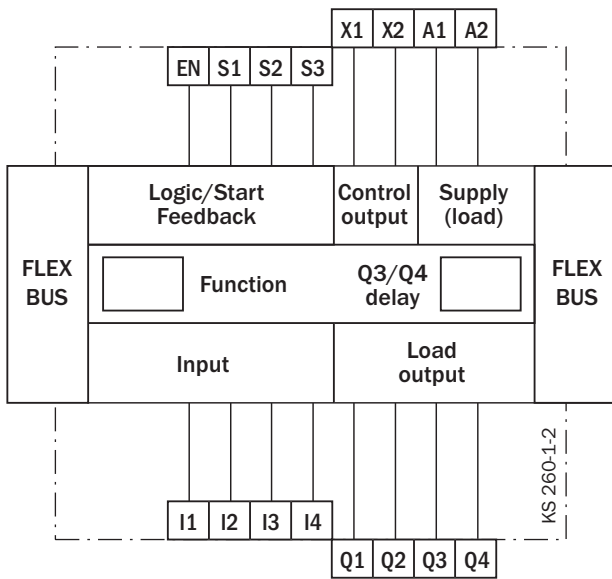 X1 X2 A1 A2
EN S1 S2 S3
Logic/Start
Feedback
Control
output
Supply
(load)
FLEX
BUS
Function
Q3/Q4
delay
FLEX
BUS
Input
Load
output
KS 260-1-2
I1 I2 I3 I4
Q1 Q2 Q3 Q4